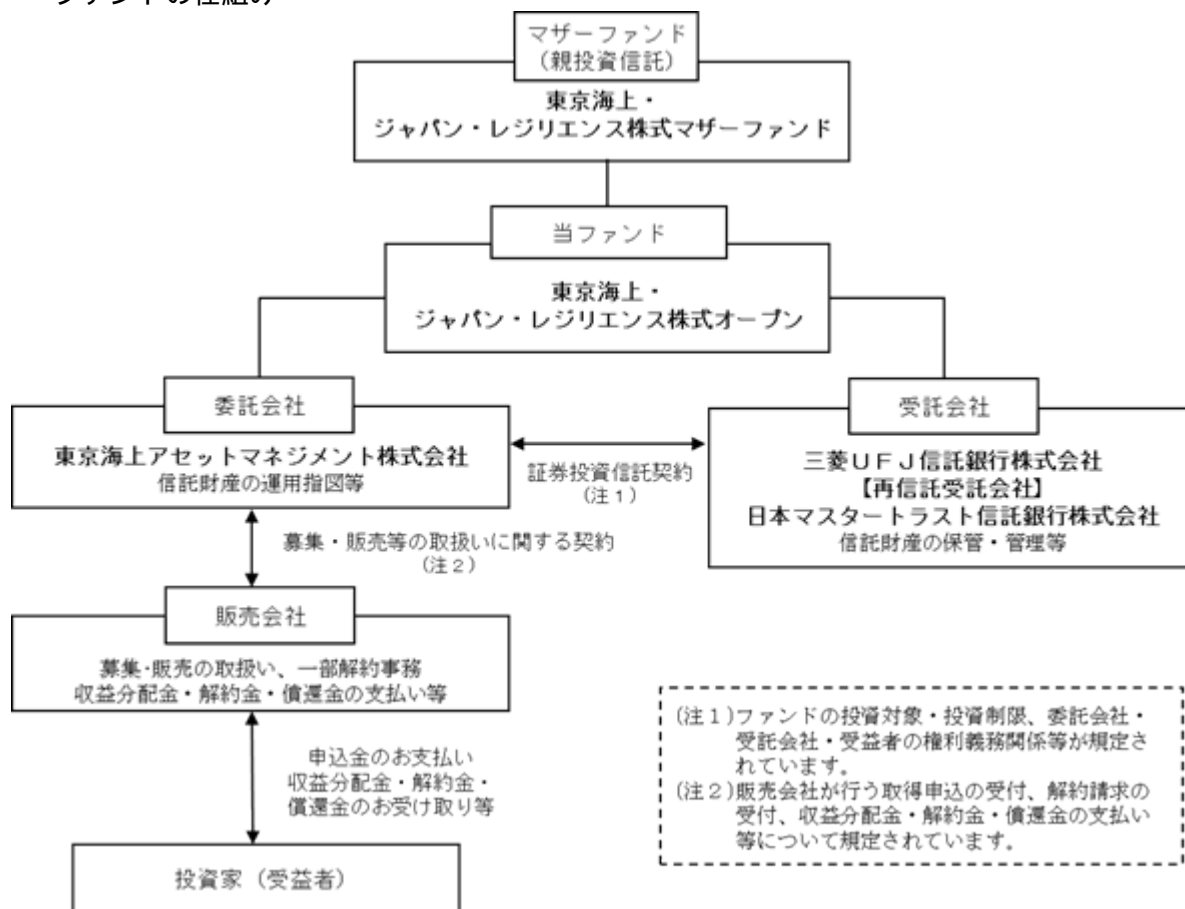 ファンドの仕組み
マザーファンド
（親投資信託）
東京海上・
ジャパン・レジリエンス株式マザーファンド
当ファンド
東京海上・
ジャパン・レジリエンス株式オープン
委託会社
東京海上アセットマネジメント株式会社
信託財産の運用指図等
証券投資信託契約
（注１）
受託会社
三菱ＵＦＪ信託銀行株式会社
【再信託受託会社】
日本マスタートラスト信託銀行株式会社
信託財産の保管・管理等
募集・販売等の取扱いに関する契約
（注２）
販売会社
募集・販売の取扱い、一部解約事務
収益分配金・解約金・償還金の支払い等
申込金のお支払い
収益分配金・解約金・
償還金のお受け取り等
投資家（受益者）
(注１)ファンドの投資対象・投資制限、委託会社・
受託会社・受益者の権利義務関係等が規定さ
れています。
(注２)販売会社が行う取得申込の受付、解約請求の
受付、収益分配金・解約金・償還金の支払い
等について規定されています。